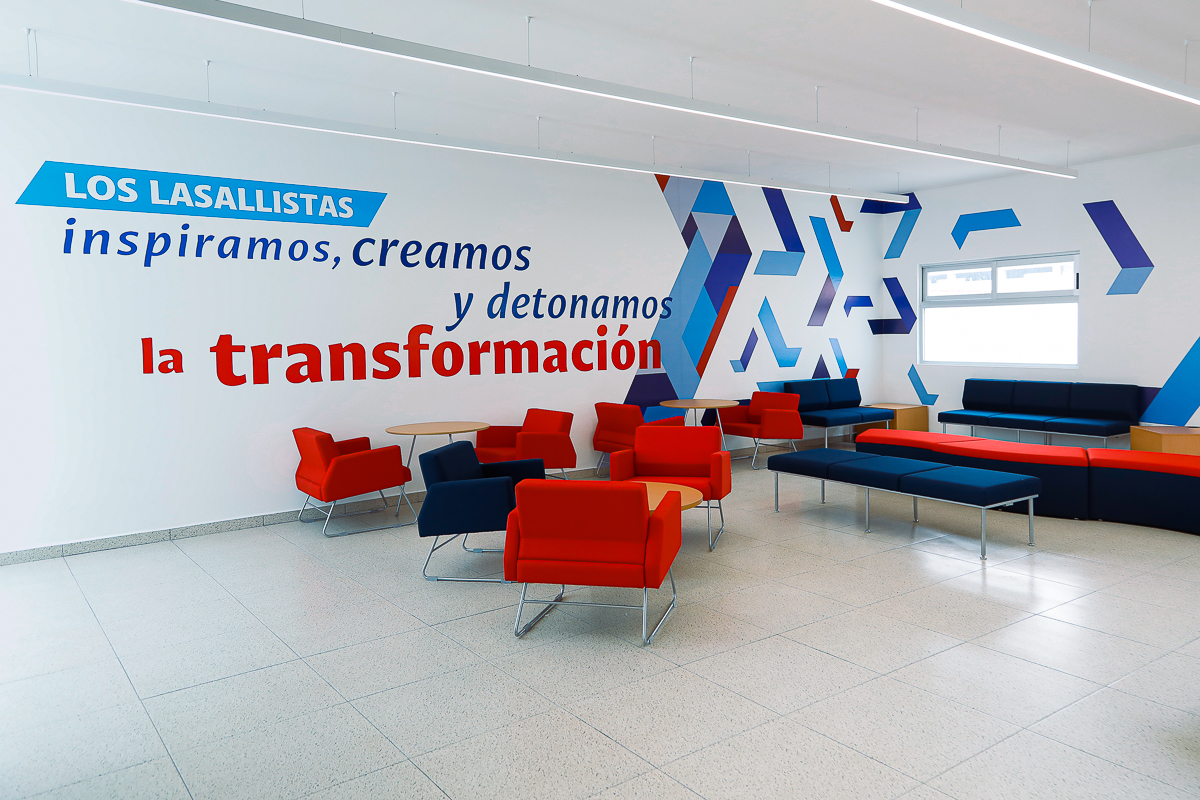 LOS LASALLISTAS
inspiramos, creamos
y detonamos
la transformación